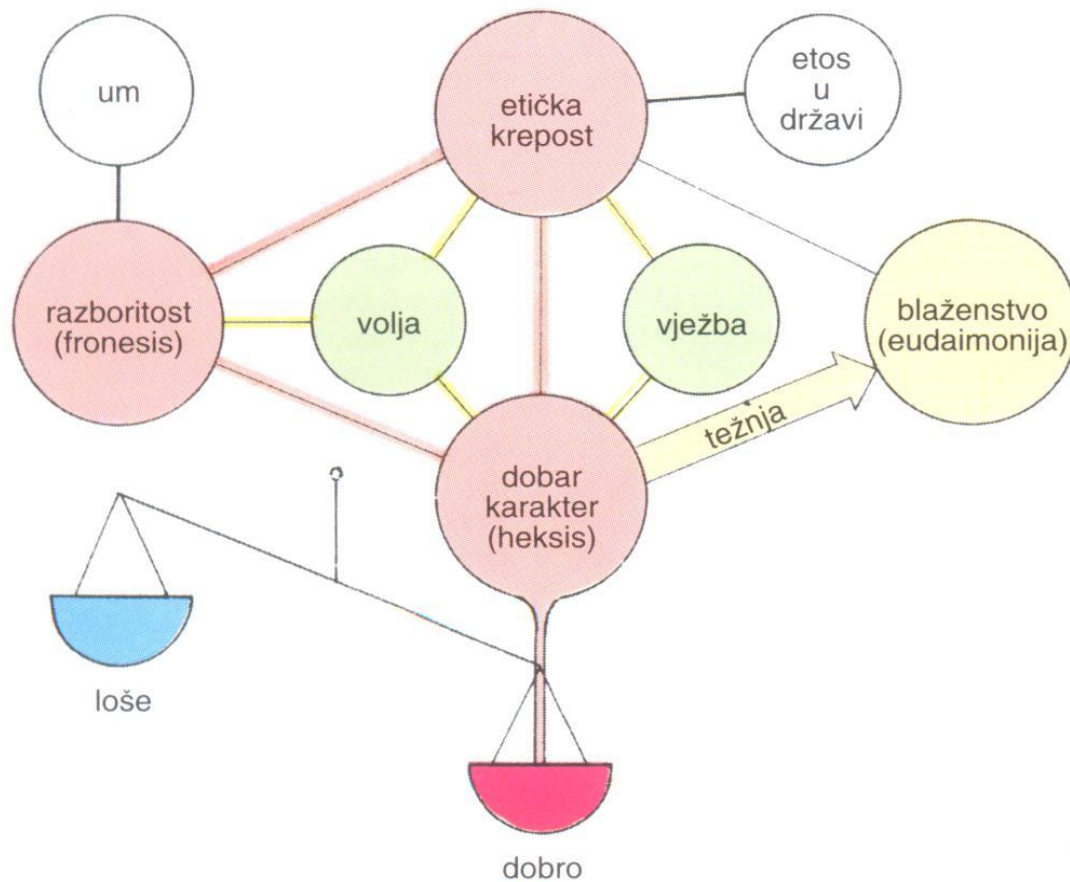 um
etička
krepost
etos
u
državi
razboritost
(fronesis)
volja
vježba
blaženstvo
(eudaimonija)
težnja
dobar
karakter
(heksis)
loše
dobro